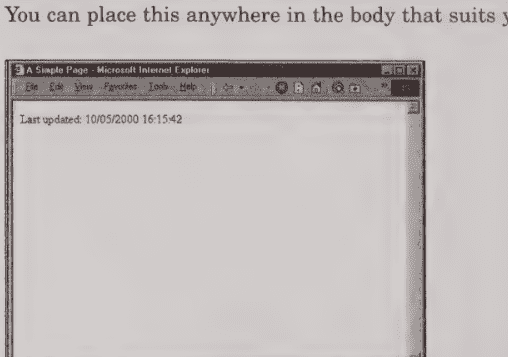 You can place this anywhere in the body that suits
A Simple Page - Microsoft Internet Explorer
File Edit View Favorites Tools Help
Last updated: 10/05/2000 16:15:42